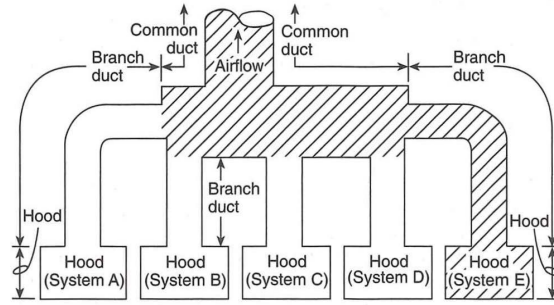 Common
duct
Common
duct
Branch
duct
Airflow
Branch
duct
Branch
duct
Hood
Hood
Hood
(System A)
Hood
(System B)
Hood
(System C)
Hood
(System D)
Hood
(System E)